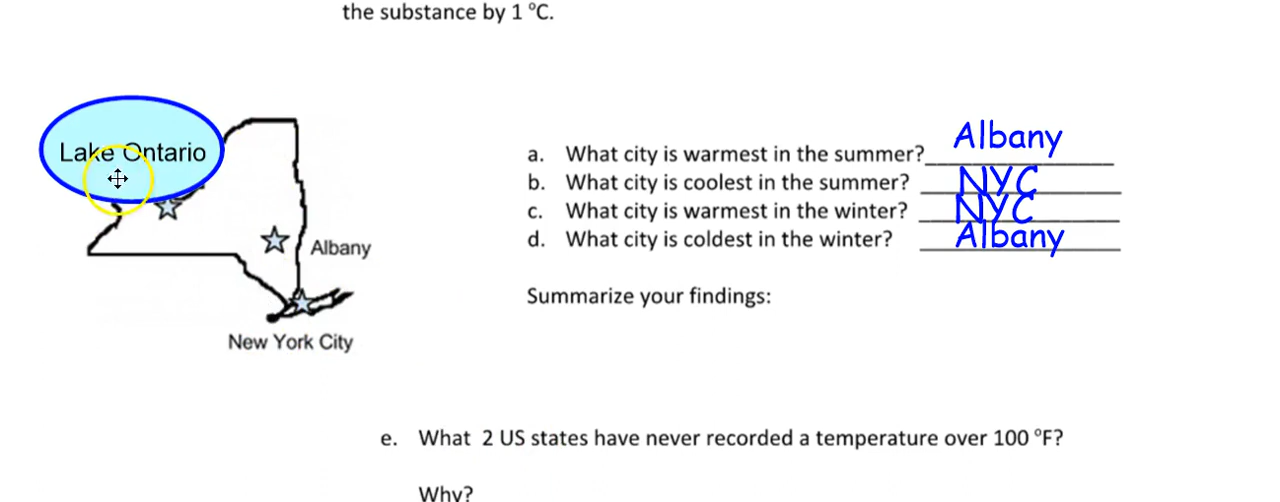 the substance by 1 °C.
Lake Ontario
Albany
New York City
a. What city is warmest in the summer? Albany
b. What city is coolest in the summer? NYC
c. What city is warmest in the winter? NYC
d. What city is coldest in the winter? Albany
Summarize your findings:
e. What 2 US states have never recorded a temperature over 100 °F?
Why?